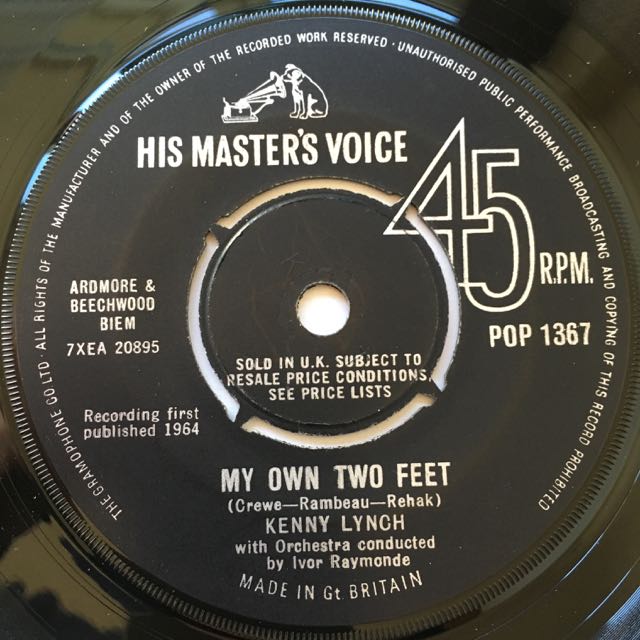 THE GRAMOPHONE CO LTD · ALL RIGHTS OF THE MANUFACTURER AND OF THE OWNER OF THE RECORDED WORK RESERVED · UNAUTHORISED PUBLIC PERFORMANCE BROADCASTING AND COPYING OF THIS RECORD PROHIBITED
HIS MASTER'S VOICE
45
R.P.M.
POP 1367
ARDMORE &
BEECHWOOD
BIEM
7XEA 20895
SOLD IN U.K. SUBJECT TO
RESALE PRICE CONDITIONS,
SEE PRICE LISTS
Recording first
published 1964
MY OWN TWO FEET
(Crewe—Rambeau—Rehak)
KENNY LYNCH
with Orchestra conducted
by Ivor Raymonde
MADE IN Gt. BRITAIN